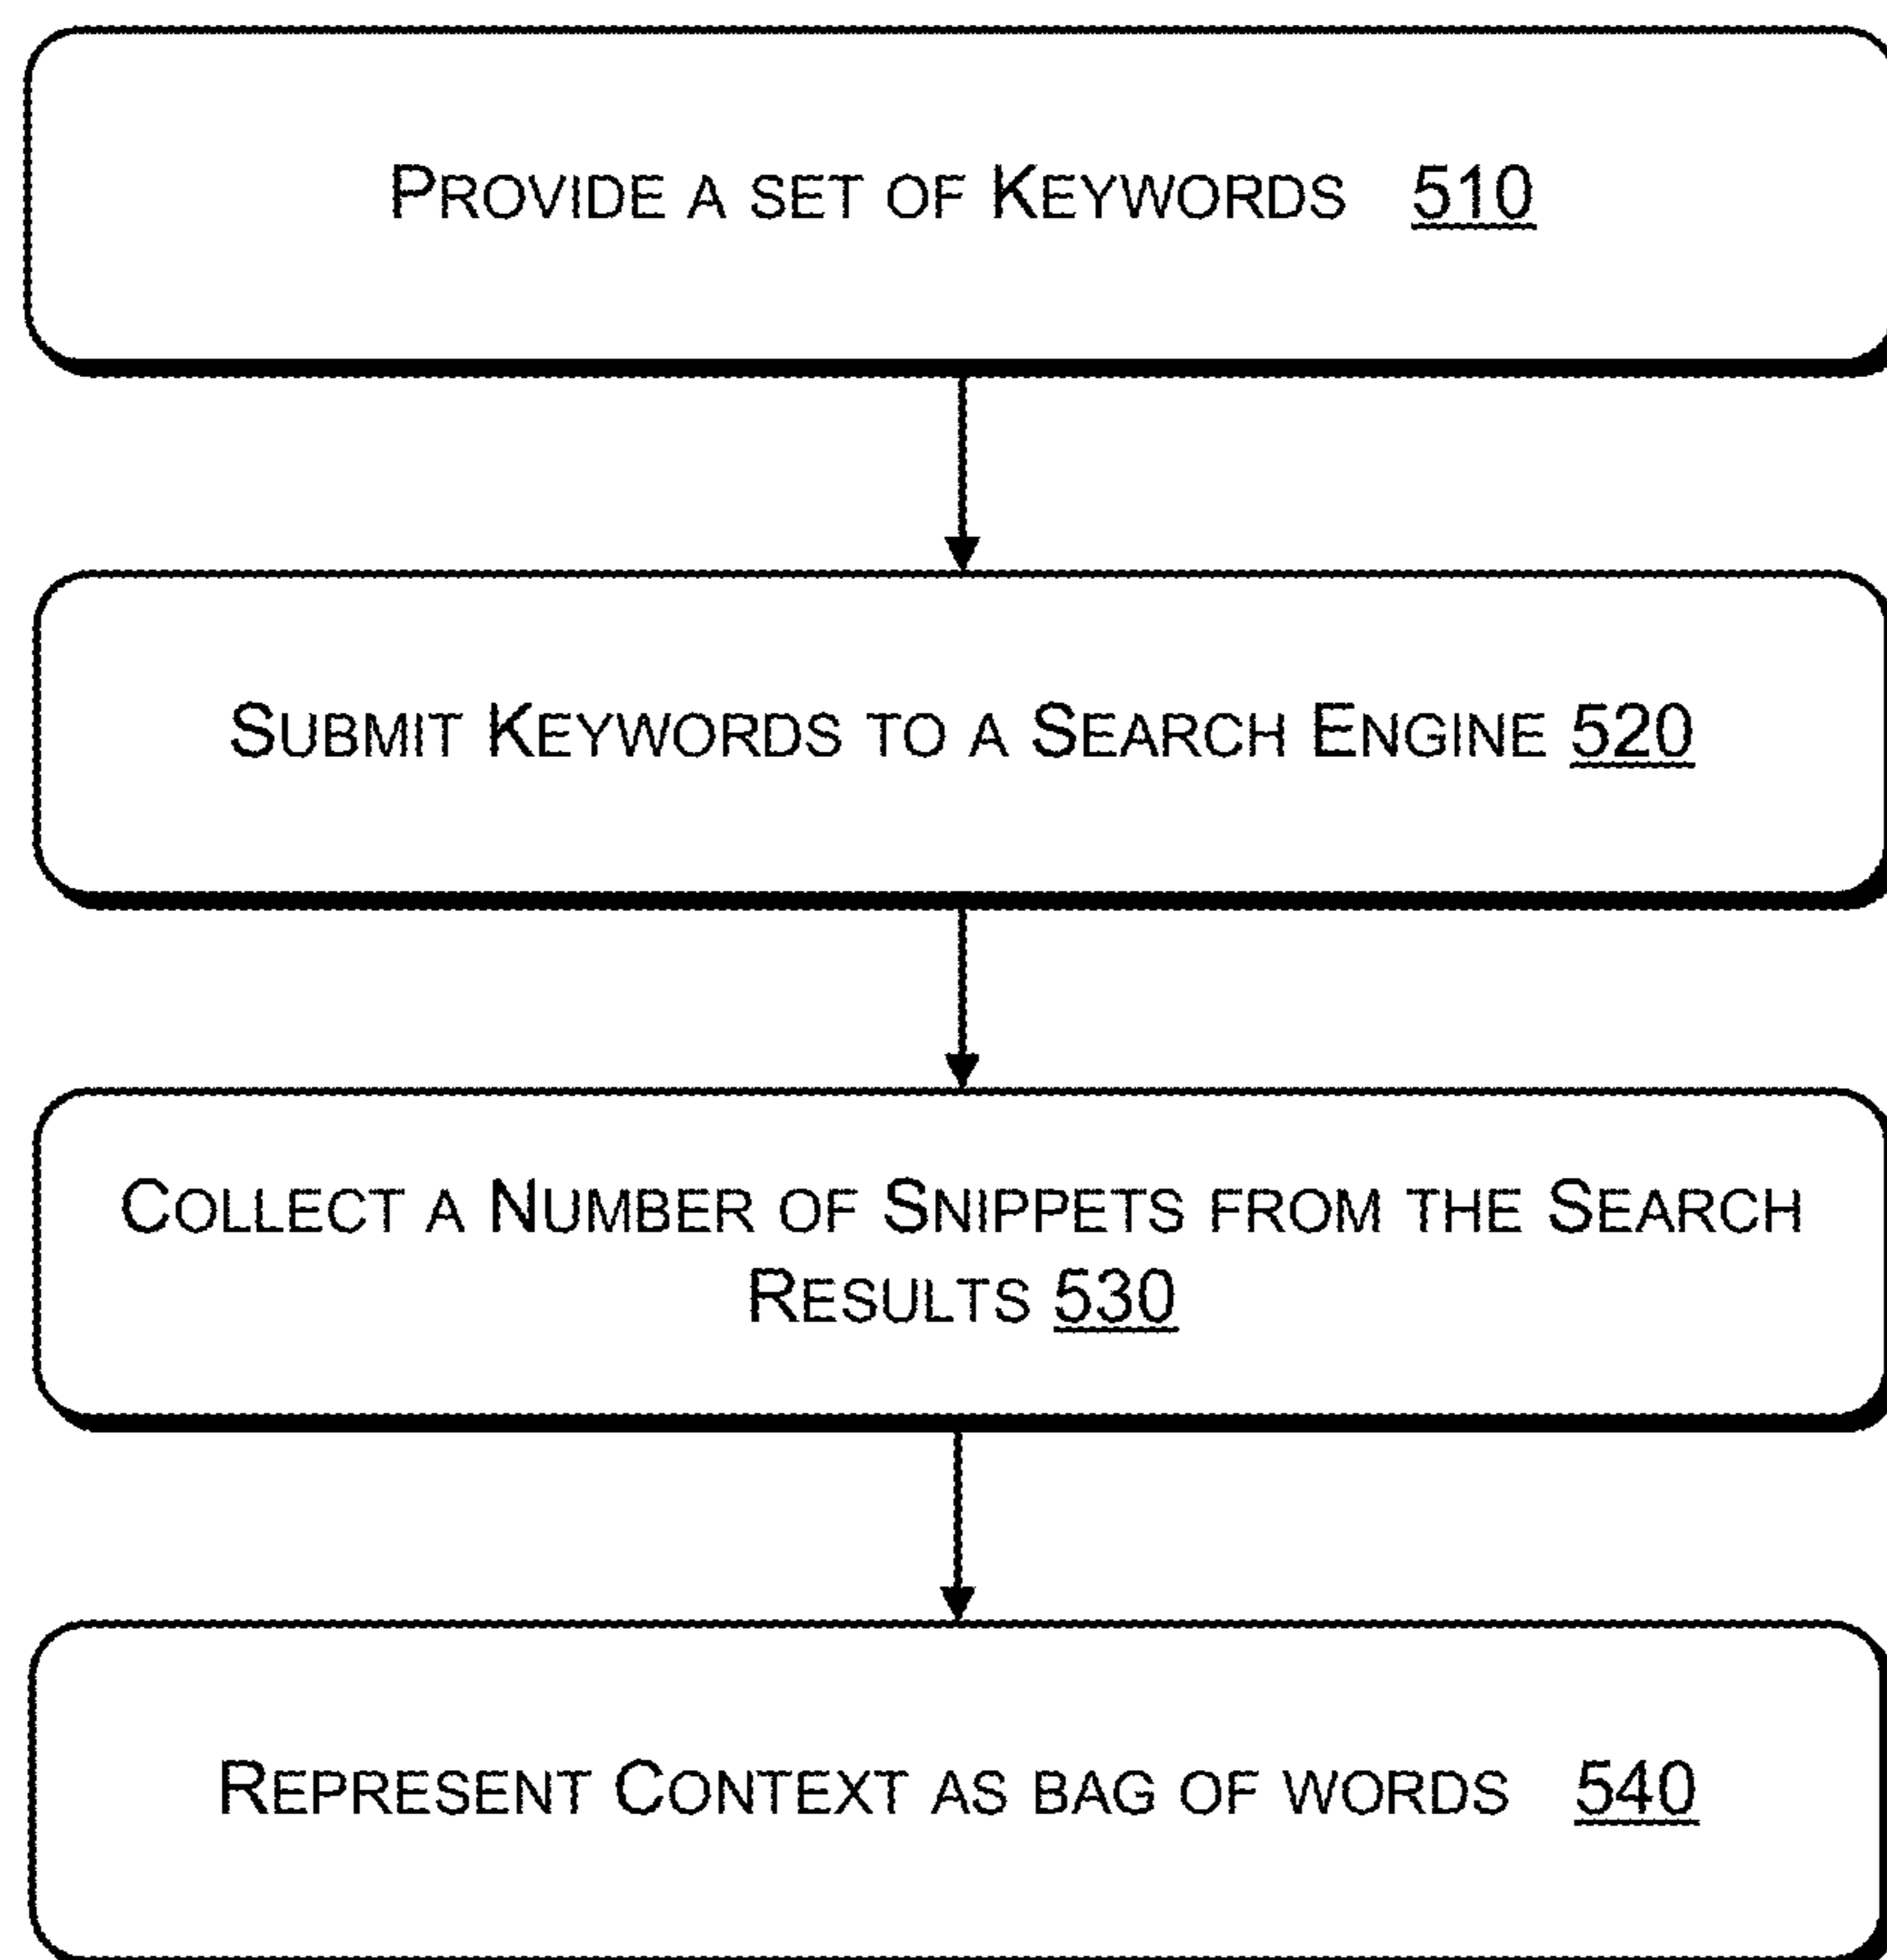 PROVIDE A SET OF KEYWORDS 510
SUBMIT KEYWORDS TO A SEARCH ENGINE 520
COLLECT A NUMBER OF SNIPPETS FROM THE SEARCH
RESULTS 530
REPRESENT CONTEXT AS BAG OF WORDS 540